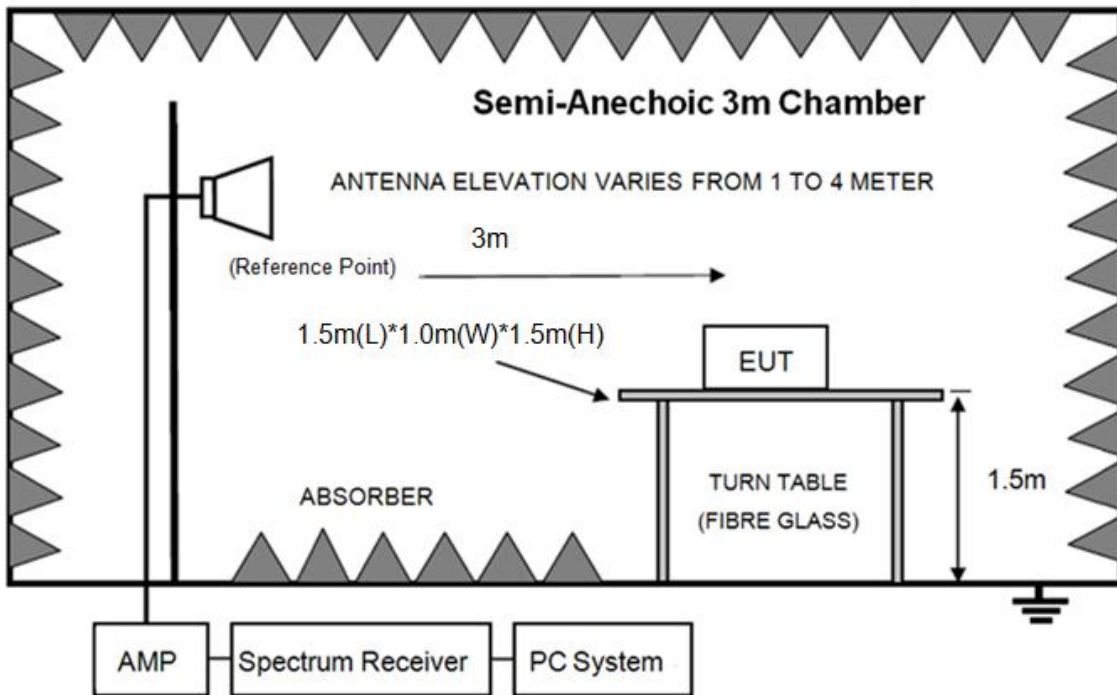 Semi-Anechoic 3m Chamber
ANTENNA ELEVATION VARIES FROM 1 TO 4 METER
3m
(Reference Point)
1.5m(L)*1.0m(W)*1.5m(H)
EUT
ABSORBER
TURN TABLE
(FIBRE GLASS)
1.5m
AMP
Spectrum Receiver
PC System